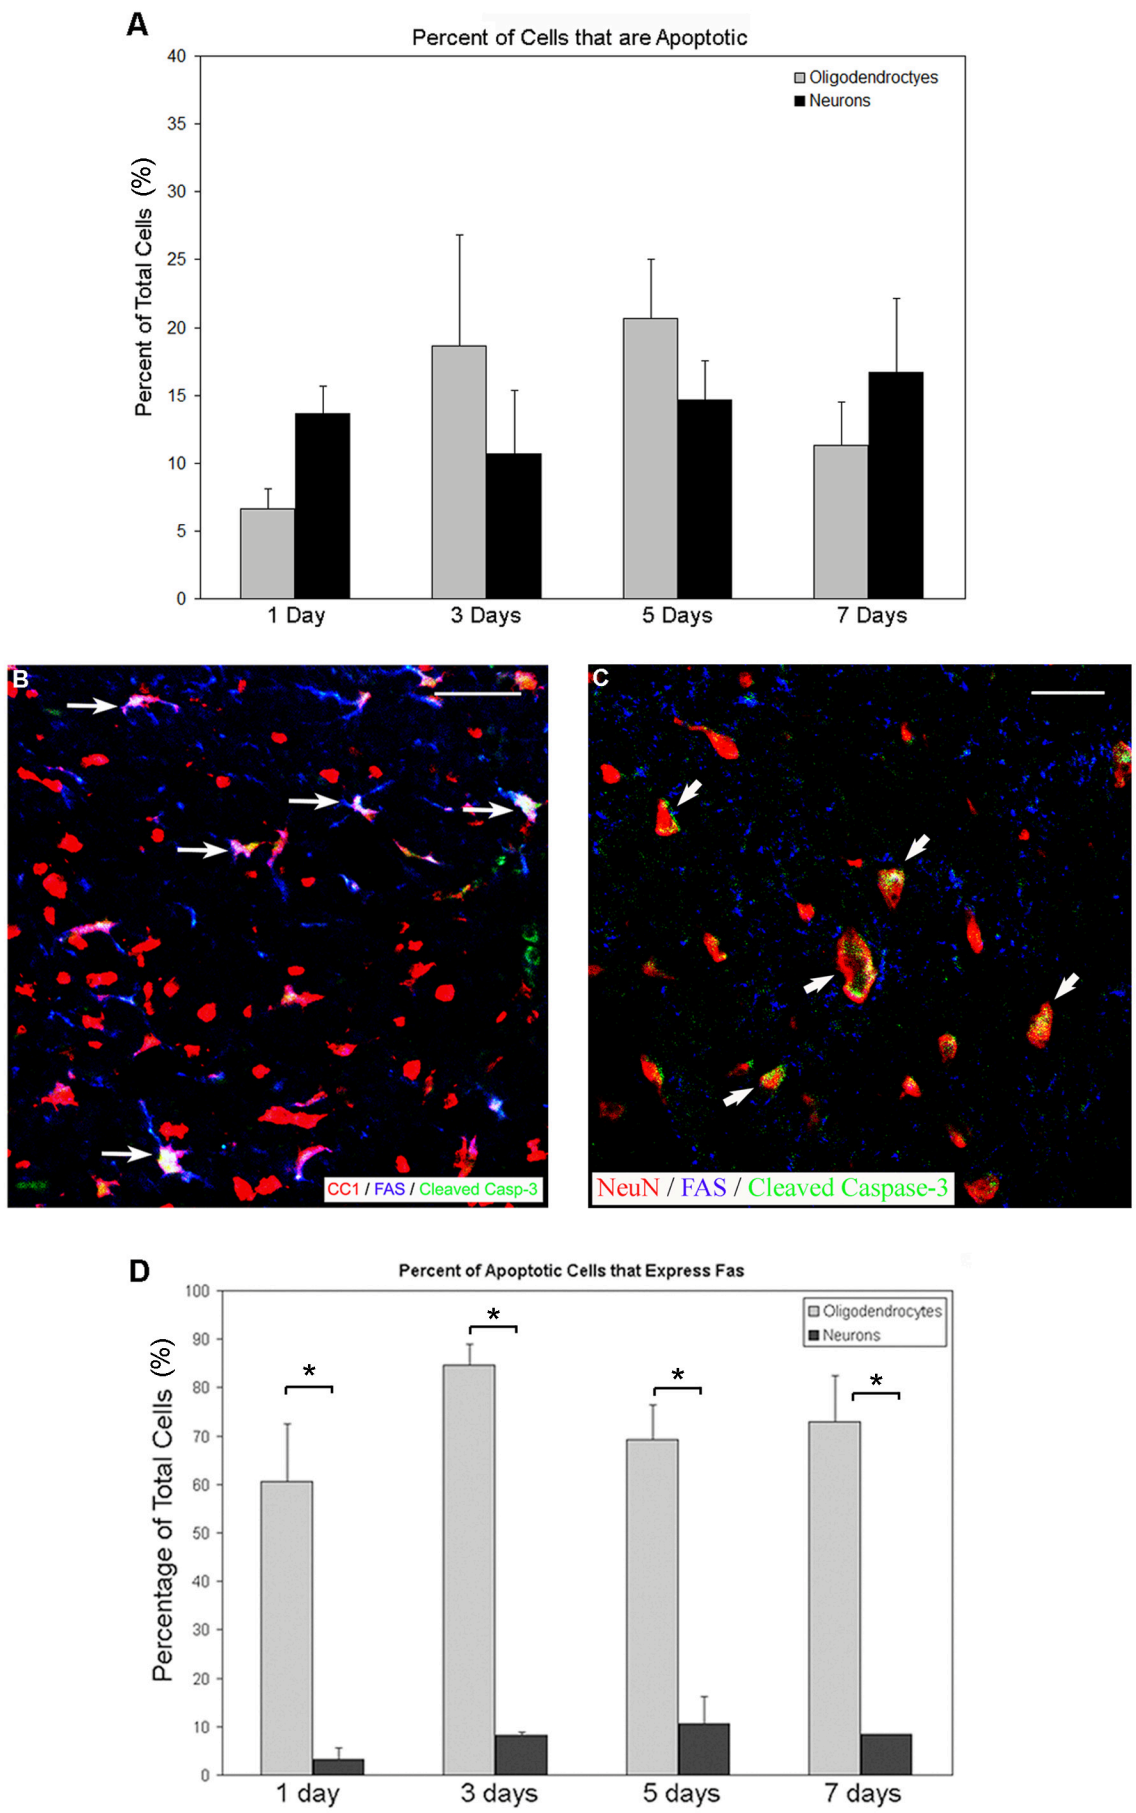 A
Percent of Cells that are Apoptotic
Oligodendroctyes
Neurons
Percent of Total Cells (%)
40
35
30
25
20
15
10
5
0
1 Day
3 Days
5 Days
7 Days
B
CC1 / FAS / Cleaved Casp-3
C
NeuN / FAS / Cleaved Caspase-3
D
Percent of Apoptotic Cells that Express Fas
Oligodendrocytes
Neurons
Percentage of Total Cells (%)
100
90
80
70
60
50
40
30
20
10
0
*
*
*
*
1 day
3 days
5 days
7 days